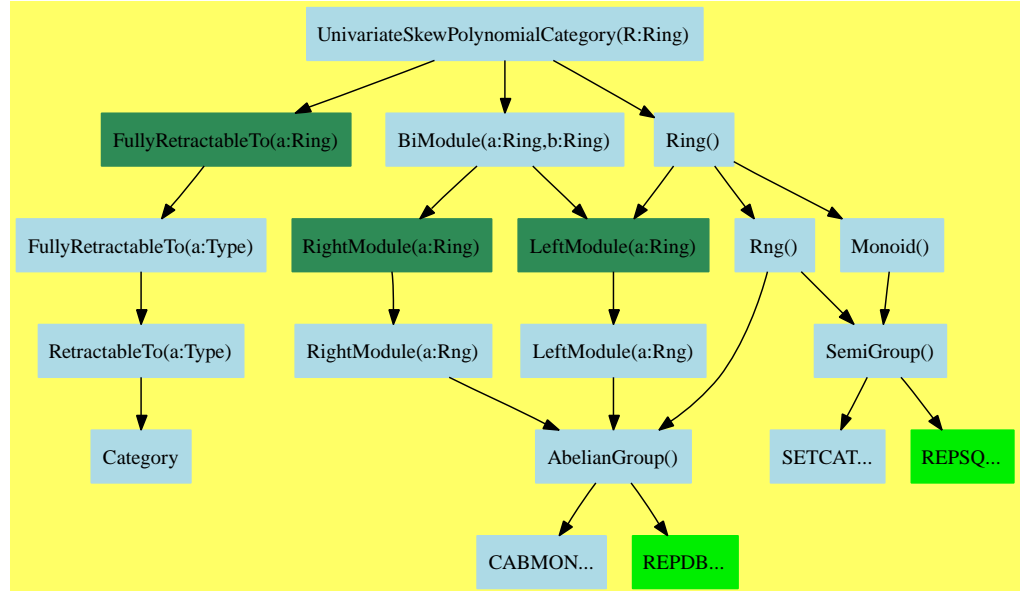 UnivariateSkewPolynomialCategory(R:Ring)
FullyRetractableTo(a:Ring)
BiModule(a:Ring,b:Ring)
Ring()
FullyRetractableTo(a:Type)
RightModule(a:Ring)
LeftModule(a:Ring)
Rng()
Monoid()
RetractableTo(a:Type)
RightModule(a:Rng)
LeftModule(a:Rng)
SemiGroup()
Category
AbelianGroup()
SETCAT...
REPSQ...
CABMON...
REPDB...